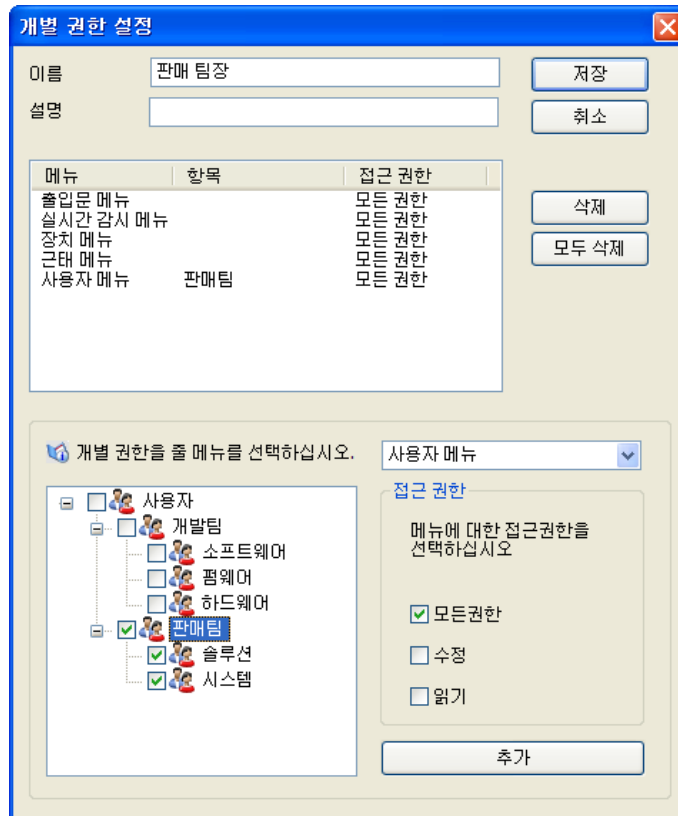 개별 권한 설정
이름 판매 팀장 저장
설명 취소
메뉴 항목 접근 권한
출입문 메뉴 모든 권한
실시간 감시 메뉴 모든 권한
장치 메뉴 모든 권한
근태 메뉴 모든 권한
사용자 메뉴 판매팀 모든 권한
삭제
모두 삭제
개별 권한을 줄 메뉴를 선택하십시오. 사용자 메뉴
사용자
개발팀
소프트웨어
펌웨어
하드웨어
판매팀
솔루션
시스템
접근 권한
메뉴에 대한 접근권한을
선택하십시오
모든권한
수정
읽기
추가